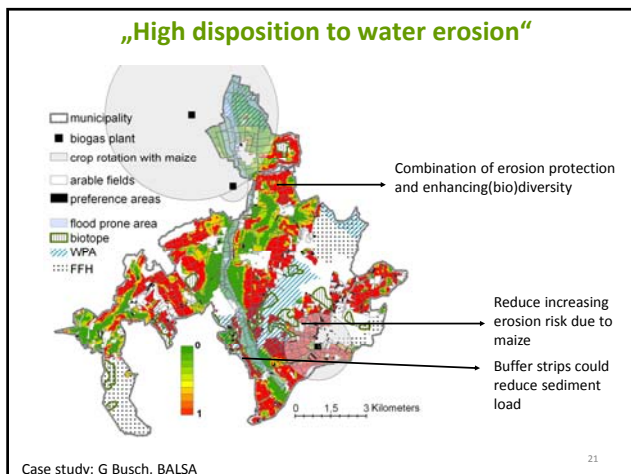 „High disposition to water erosion“
municipality
biogas plant
crop rotation with maize
arable fields
preference areas
flood prone area
biotope
WPA
FFH
Combination of erosion protection
and enhancing(bio)diversity
Reduce increasing
erosion risk due to
maize
Buffer strips could
reduce sediment
load
0
1
0 1,5 3 Kilometers
Case study: G Busch, BALSA
21